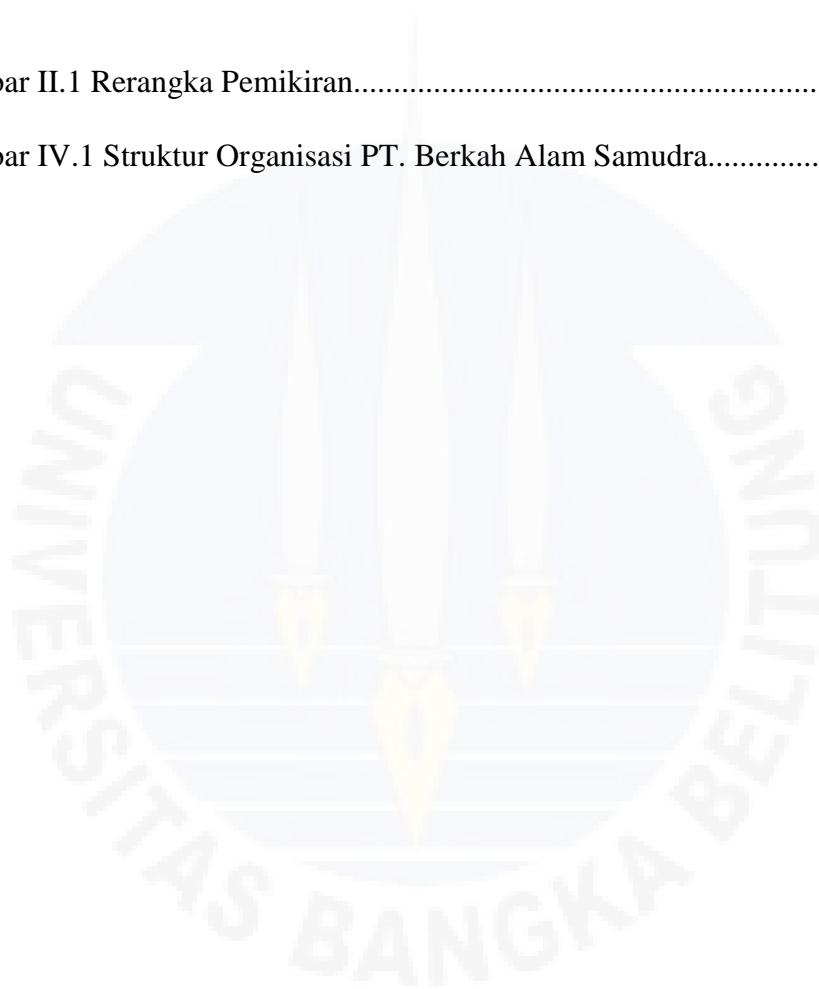 bar II.1 Rerangka Pemikiran.........................................................
bar IV.1 Struktur Organisasi PT. Berkah Alam Samudra..............
UNIVERSITAS BANGKA BELITUNG